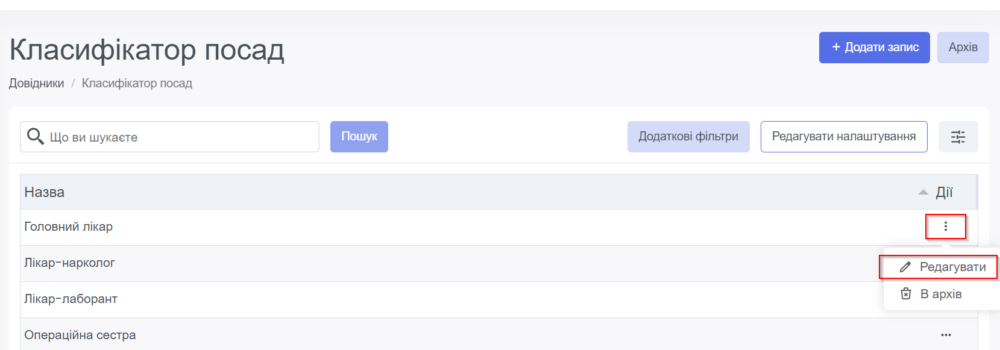 Класифікатор посад
+ Додати запис
Архів
Довідники / Класифікатор посад
Що ви шукаєте
Пошук
Додаткові фільтри
Редагувати налаштування
Назва
Дії
Головний лікар
Лікар-нарколог
Редагувати
Лікар-лаборант
В архів
Операційна сестра